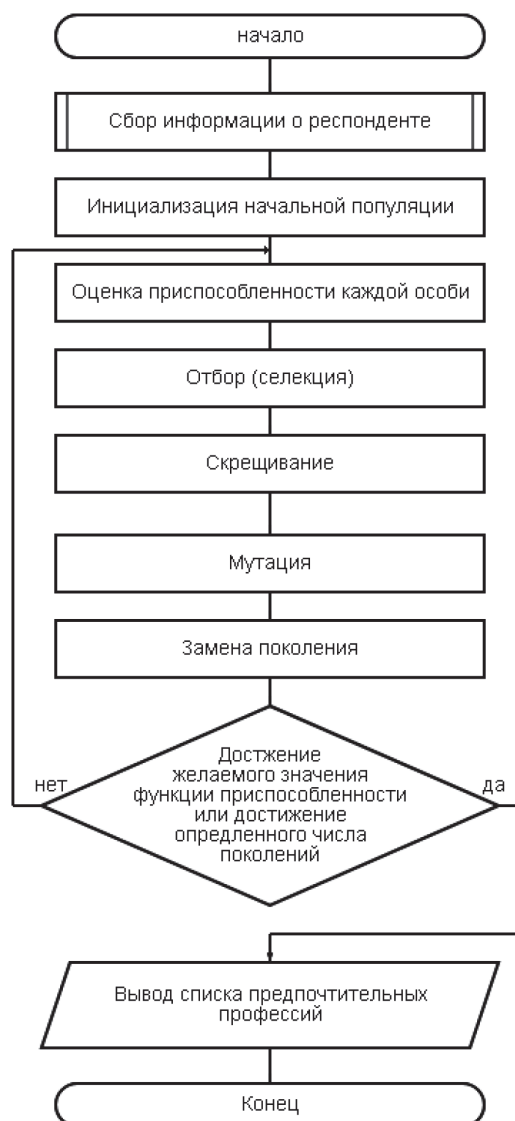 начало
Сбор информации о респонденте
Инициализация начальной популяции
Оценка приспособленности каждой особи
Отбор (селекция)
Скрещивание
Мутация
Замена поколения
Достжение
желаемого значения
функции приспособленности
или достижение
опредленного числа
поколений
нет
да
Вывод списка предпочтительных
профессий
Конец